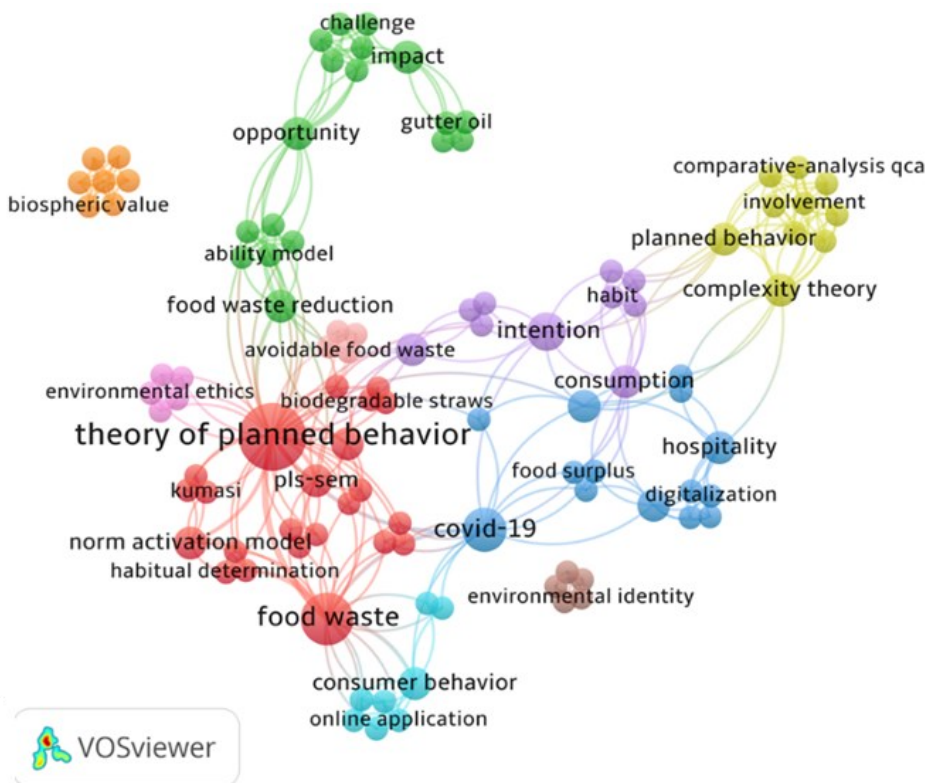 challenge
impact
opportunity
gutter oil
biospheric value
comparative-analysis qca
involvement
planned behavior
ability model
complexity theory
food waste reduction
habit
intention
avoidable food waste
environmental ethics
biodegradable straws
consumption
theory of planned behavior
hospitality
pls-sem
food surplus
kumasi
digitalization
covid-19
norm activation model
habitual determination
environmental identity
food waste
consumer behavior
online application
VOSviewer